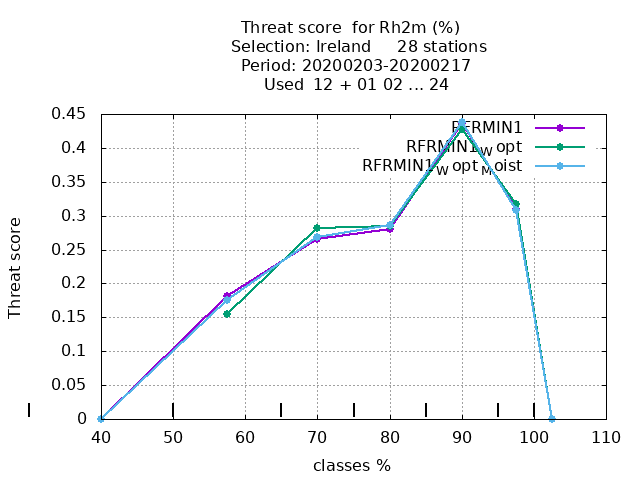 Threat score for Rh2m (%)
Selection: Ireland 28 stations
Period: 20200203-20200217
Used 12 + 01 02 ... 24
RFRMIN1
RFRMIN1_W opt
RFRMIN1_W opt_M oist
0.45
0.4
0.35
0.3
0.25
0.2
0.15
0.1
0.05
0
Threat score
40 50 60 70 80 90 100 110
classes %